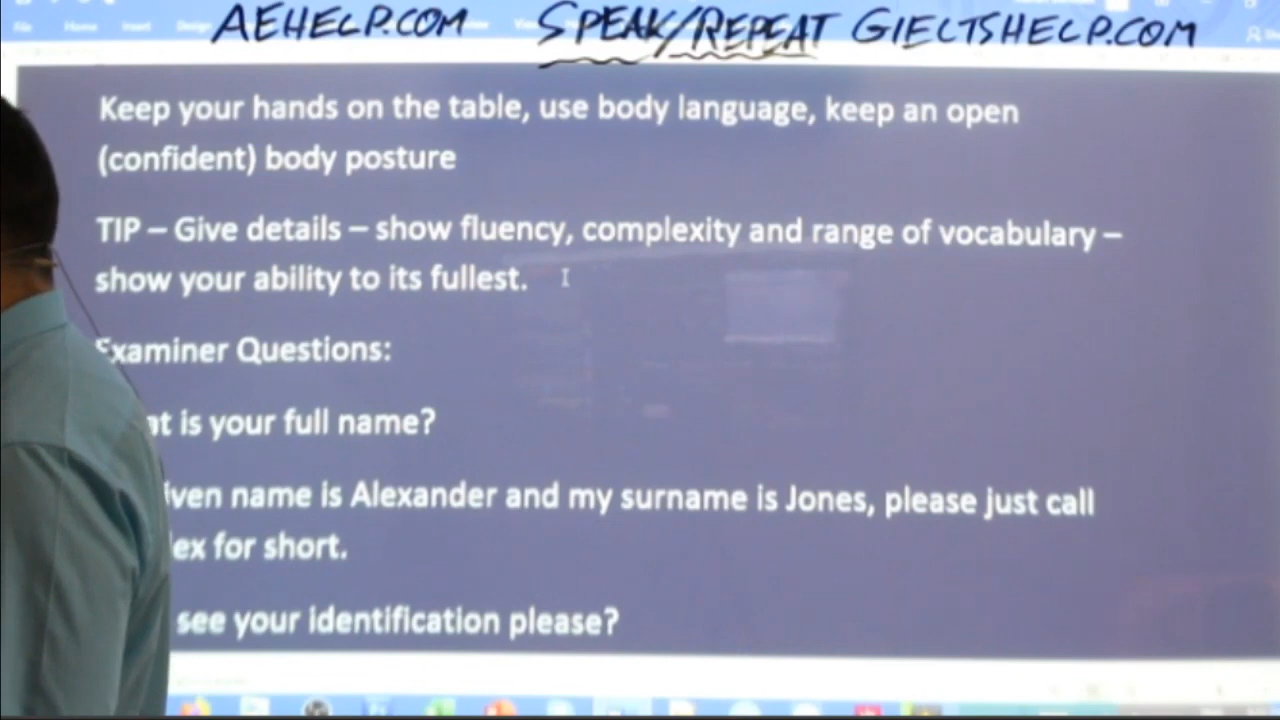 AEHELP.COM SPEAK/REPEAT GIELTSHELP.COM
Keep your hands on the table, use body language, keep an open
(confident) body posture
TIP – Give details – show fluency, complexity and range of vocabulary –
show your ability to its fullest.
Examiner Questions:
at is your full name?
iven name is Alexander and my surname is Jones, please just call
lex for short.
see your identification please?